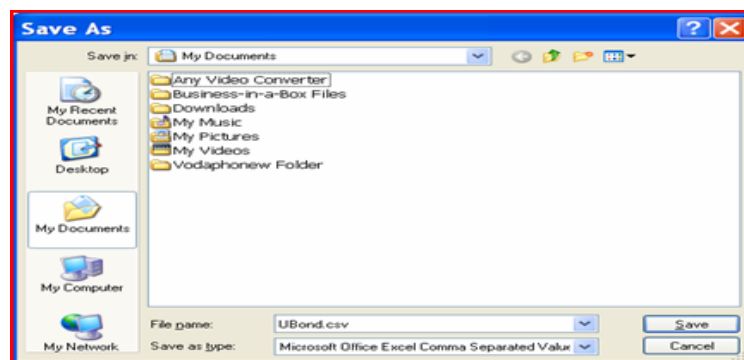 Save As
Save in: My Documents
My Recent Documents
Desktop
My Documents
My Computer
My Network
Any Video Converter
Business-in-a-Box Files
Downloads
My Music
My Pictures
My Videos
Vodaphonew Folder
File name: UBond.csv Save
Save as type: Microsoft Office Excel Comma Separated Value Cancel